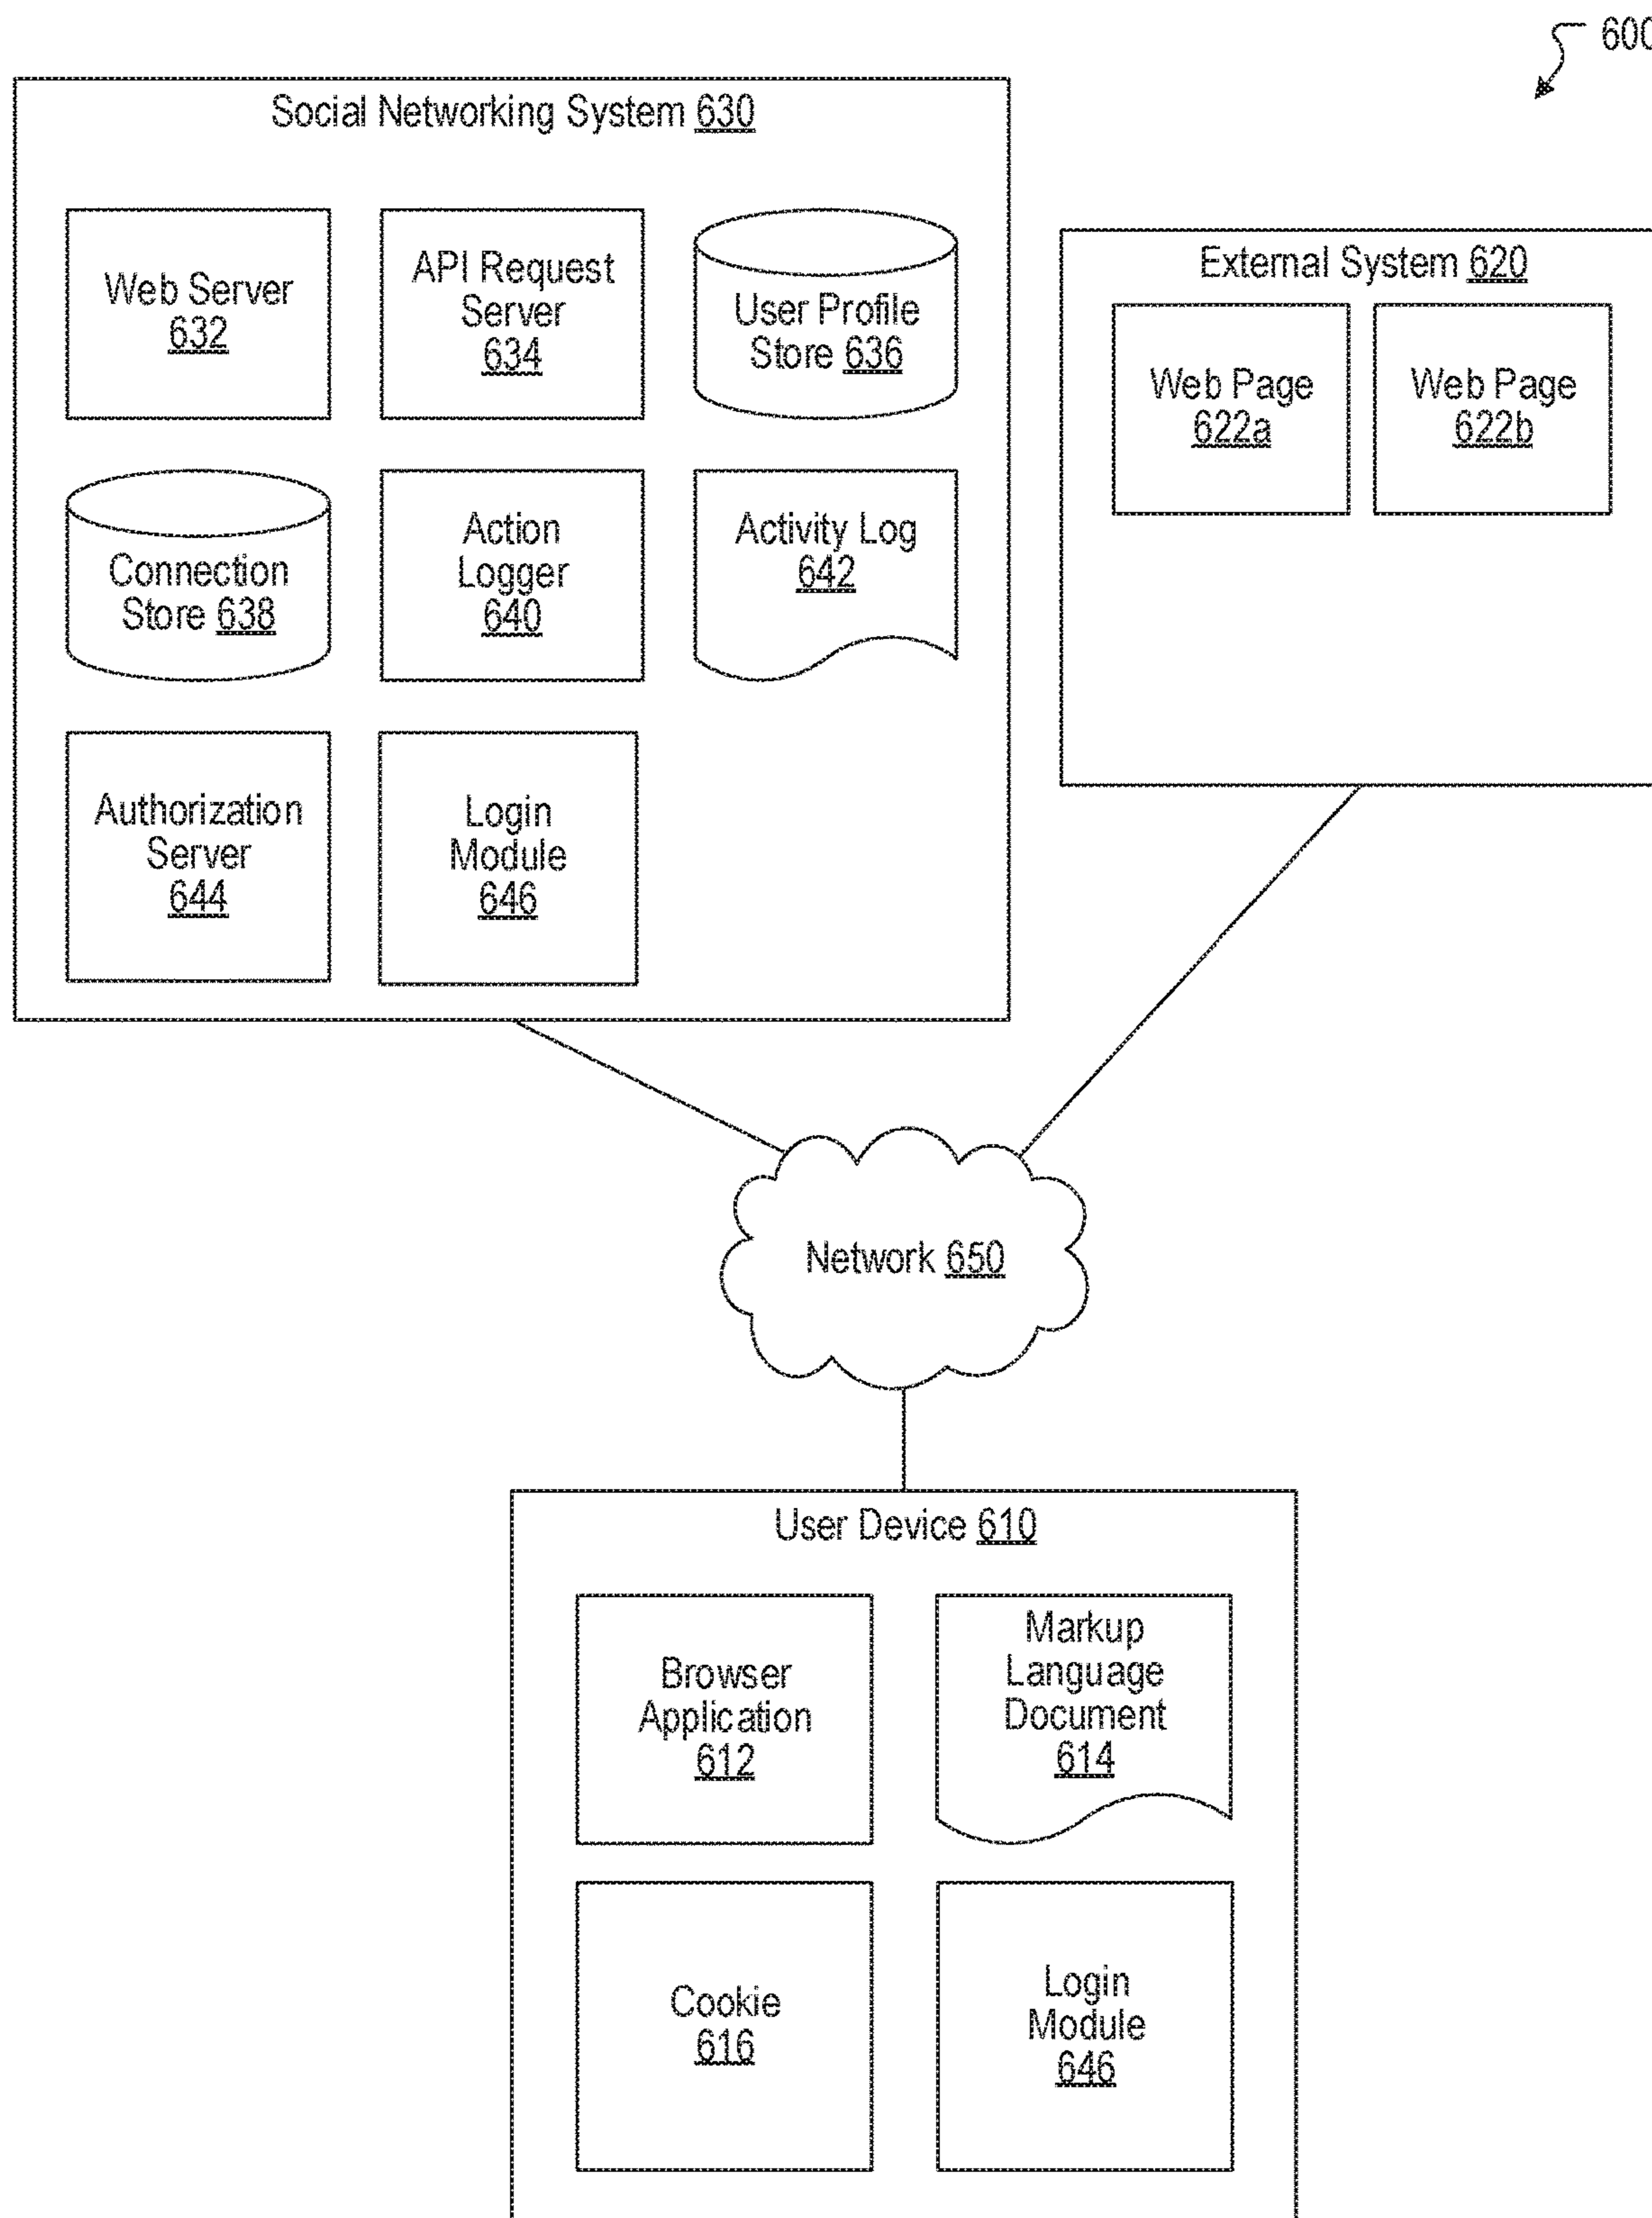 600
Social Networking System 630
Web Server
632
API Request
Server
634
User Profile
Store 636
Connection
Store 638
Action
Logger
640
Activity Log
642
Authorization
Server
644
Login
Module
646
External System 620
Web Page
622a
Web Page
622b
Network 650
User Device 610
Browser
Application
612
Markup
Language
Document
614
Cookie
616
Login
Module
646